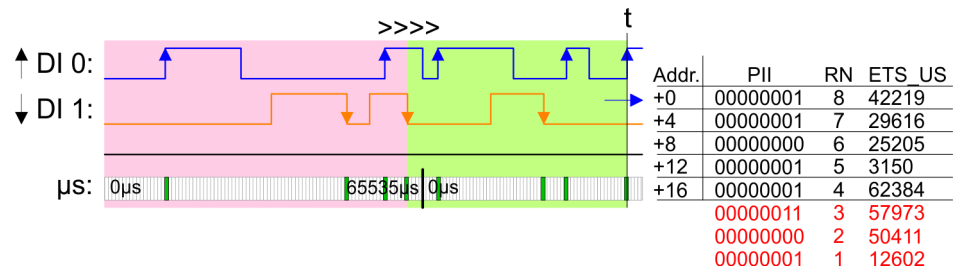 >>>> t
DI 0:
DI 1:
µs: 0µs 65535µs 0µs
Addr. PII RN ETS_US
+0 00000001 8 42219
+4 00000001 7 29616
+8 00000000 6 25205
+12 00000001 5 3150
+16 00000001 4 62384
00000011 3 57973
00000000 2 50411
00000001 1 12602